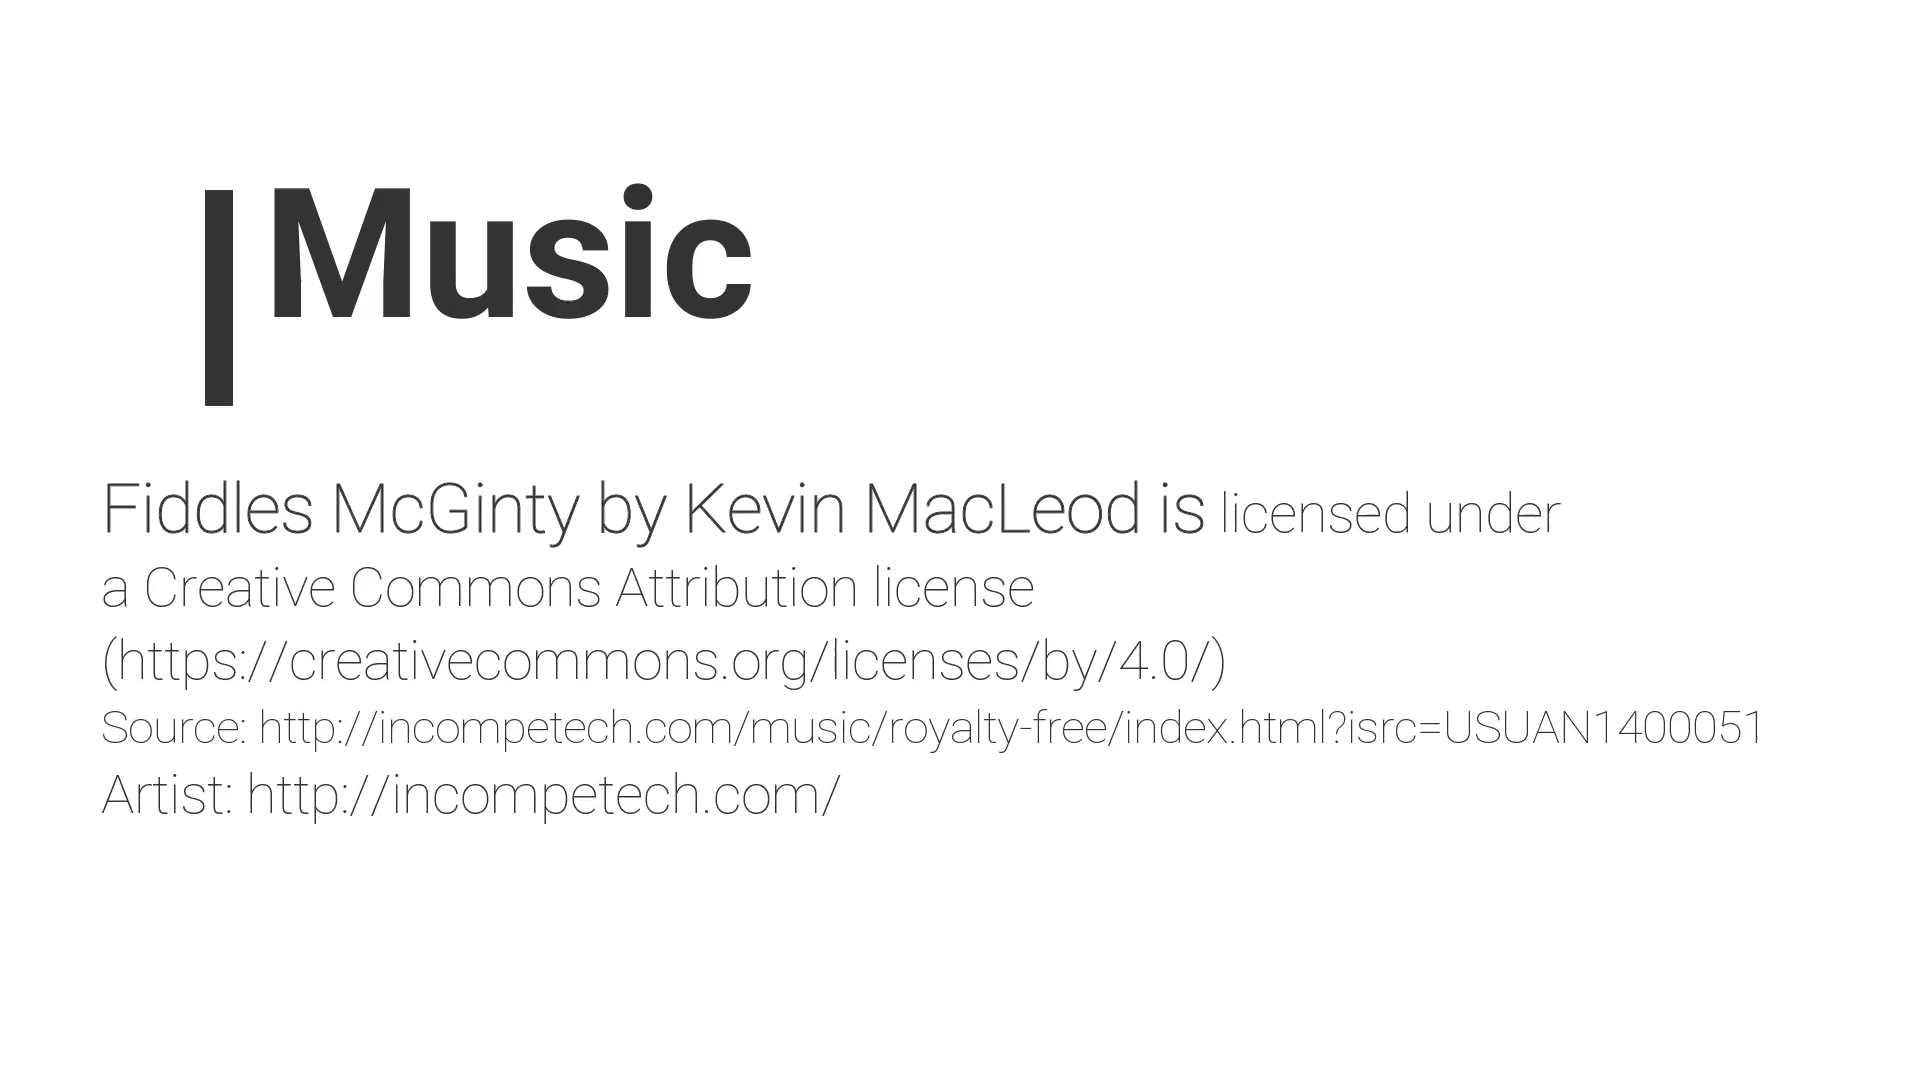 Music
Fiddles McGinty by Kevin MacLeod is licensed under
a Creative Commons Attribution license
(https://creativecommons.org/licenses/by/4.0/)
Source: http://incompetech.com/music/royalty-free/index.html?isrc=USUAN1400051
Artist: http://incompetech.com/